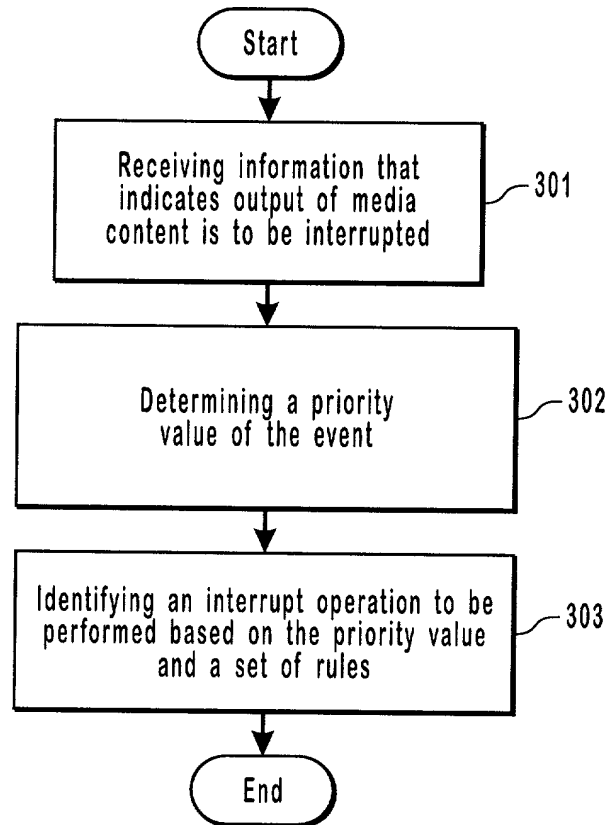 Start
Receiving information that
indicates output of media
content is to be interrupted
301
Determining a priority
value of the event
302
Identifying an interrupt operation to be
performed based on the priority value
and a set of rules
303
End